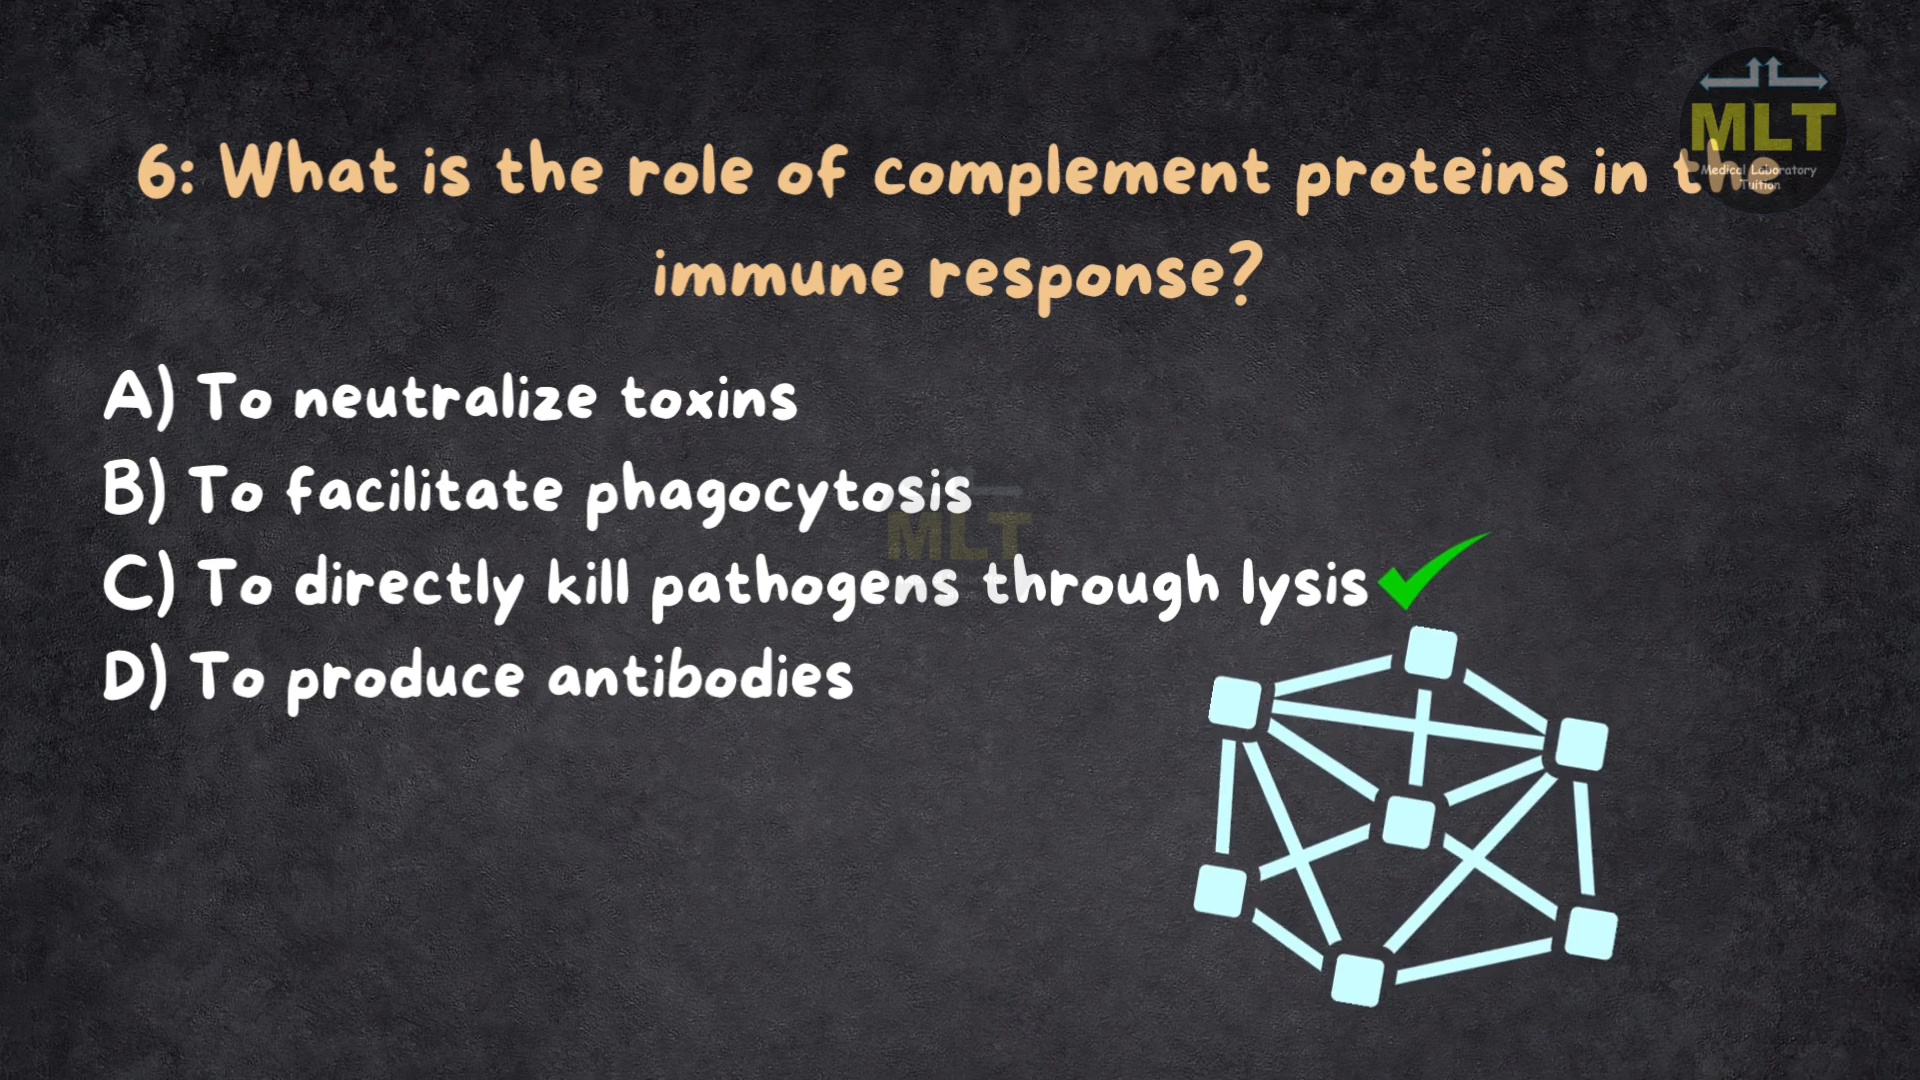 MLT
Medical Laboratory
Tuition
6: What is the role of complement proteins in the
immune response?
A) To neutralize toxins
B) To facilitate phagocytosis
MLT
C) To directly kill pathogens through lysis
D) To produce antibodies